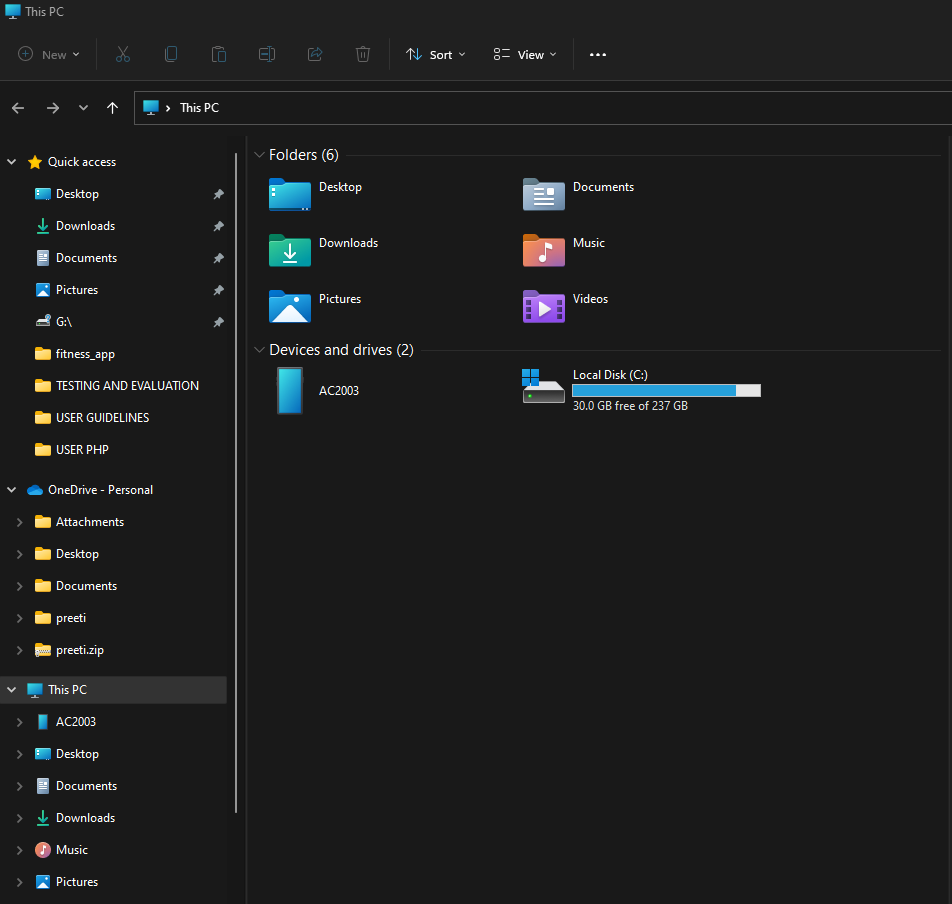 This PC
New
Sort
View
This PC
Quick access
Desktop
Downloads
Documents
Pictures
G:\
fitness_app
TESTING AND EVALUATION
USER GUIDELINES
USER PHP
OneDrive - Personal
Attachments
Desktop
Documents
preeti
preeti.zip
This PC
AC2003
Desktop
Documents
Downloads
Music
Pictures
Folders (6)
Desktop
Documents
Downloads
Music
Pictures
Videos
Devices and drives (2)
AC2003
Local Disk (C:)
30.0 GB free of 237 GB